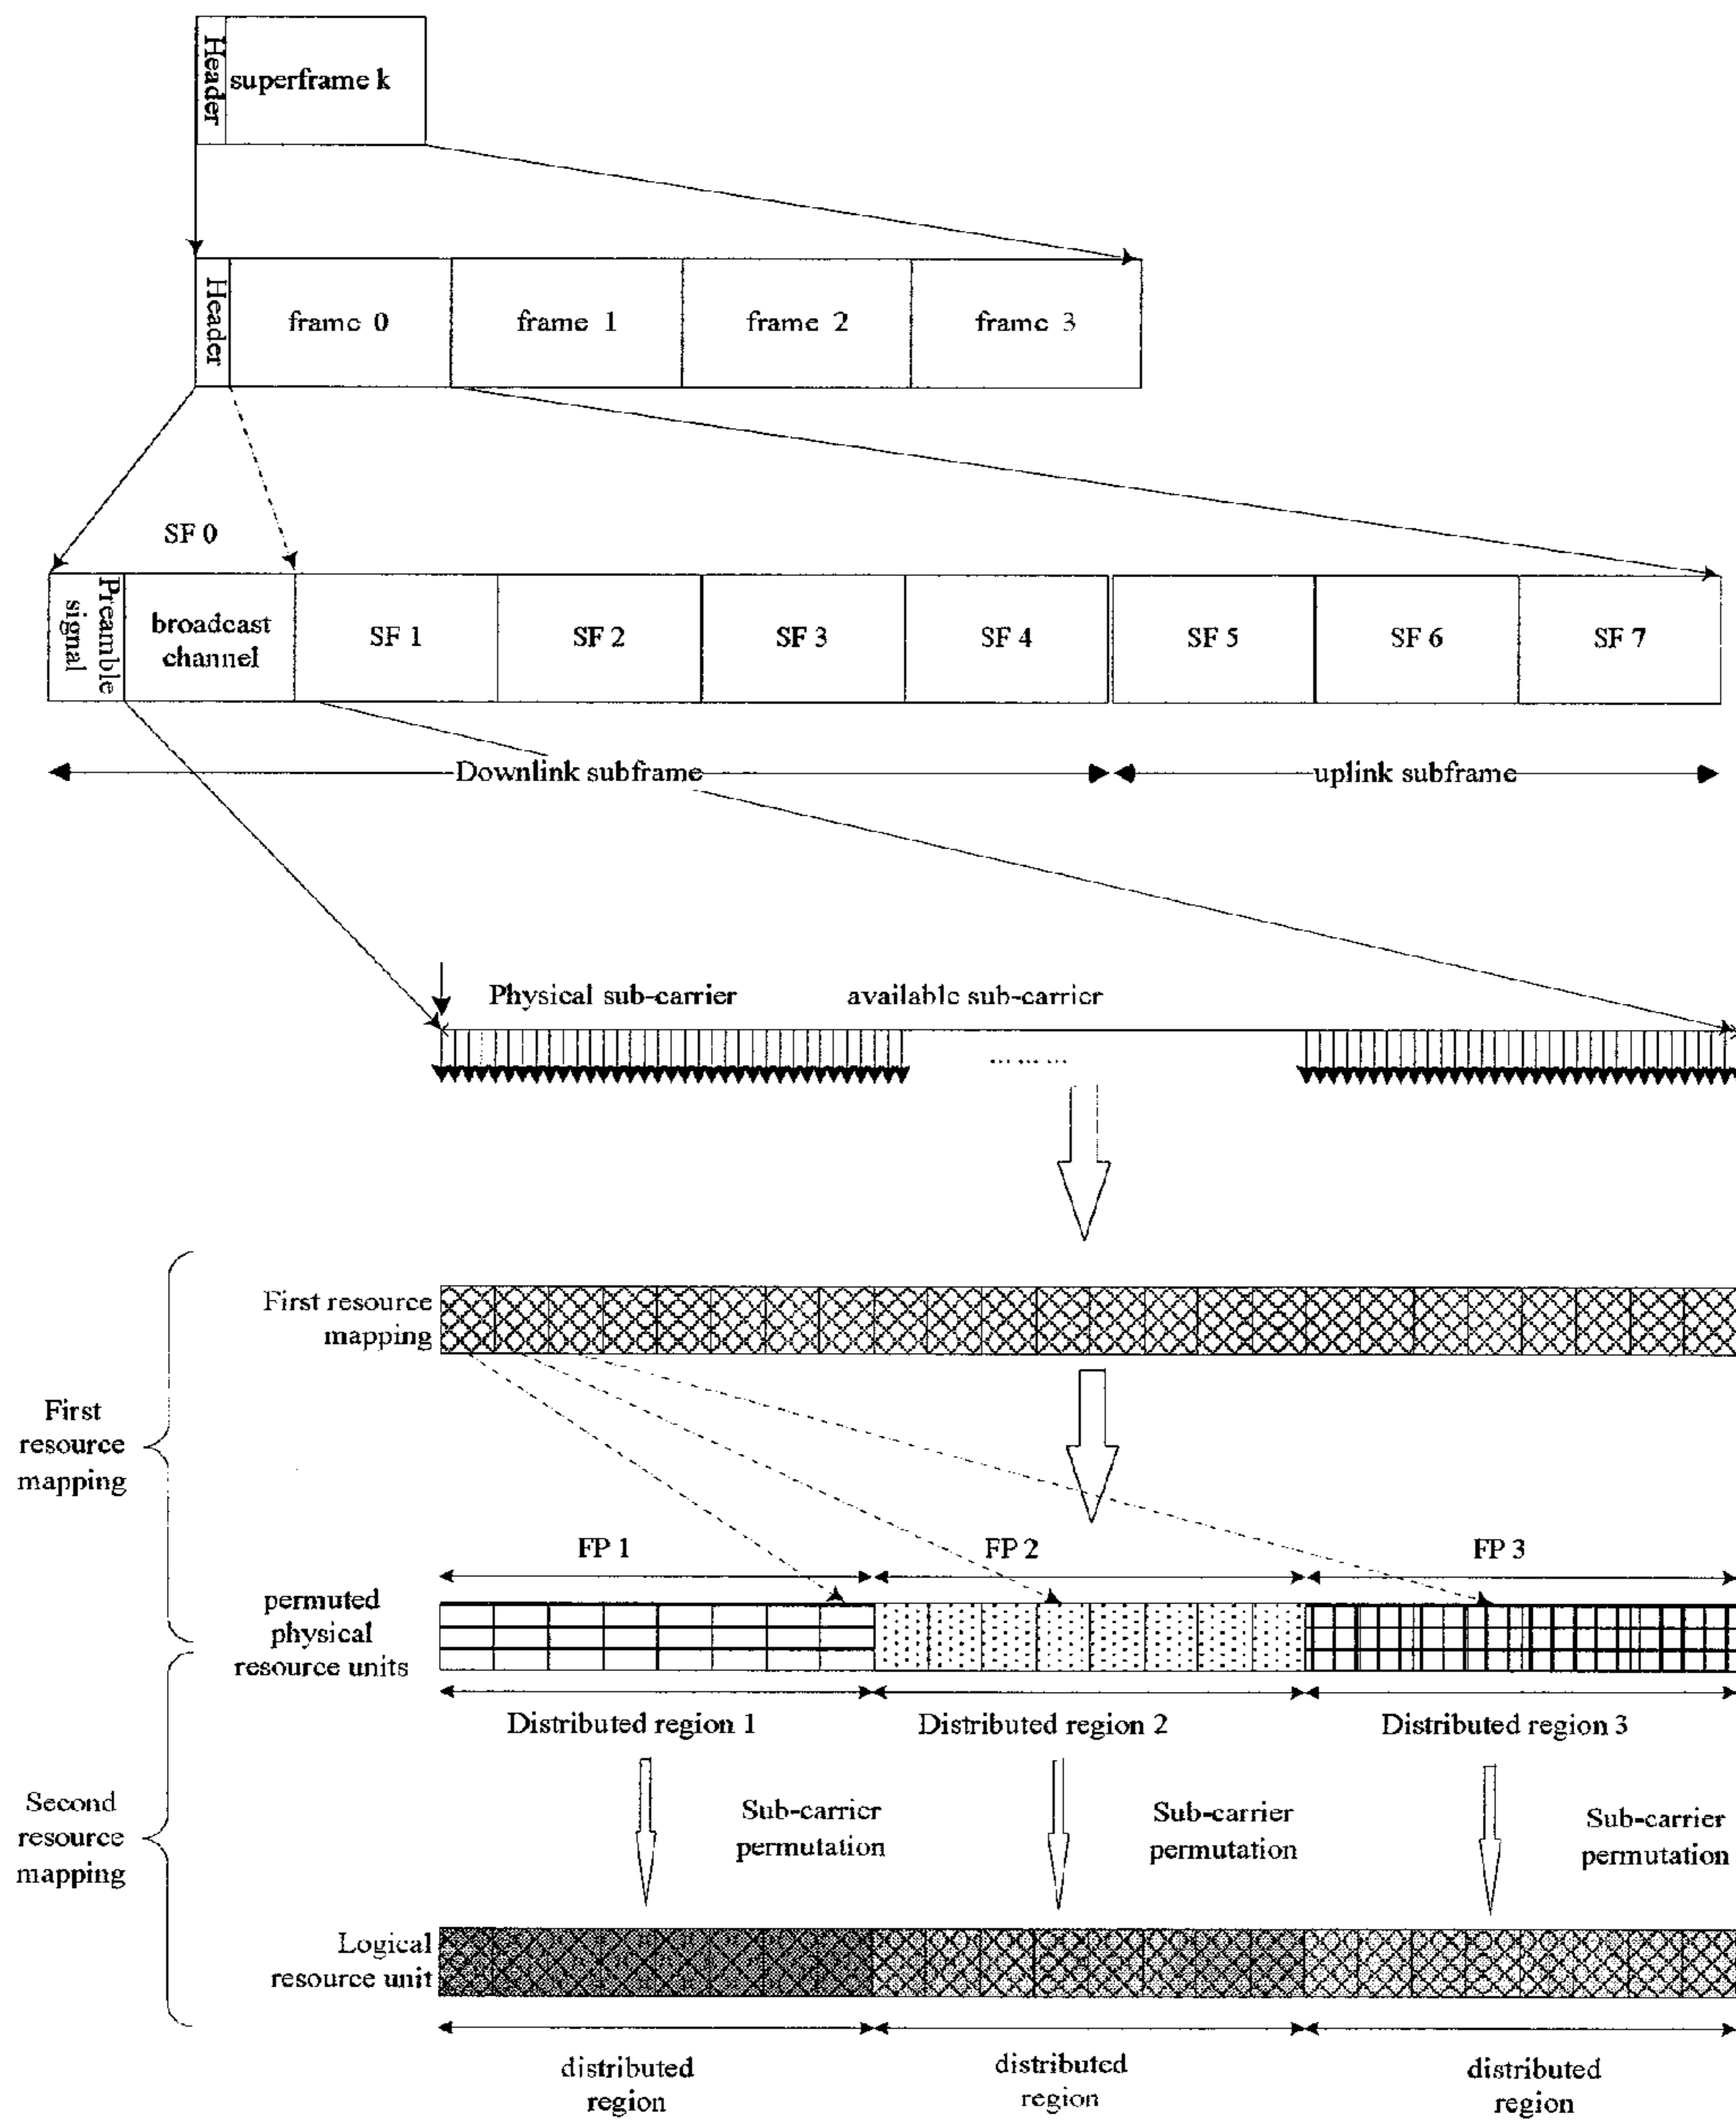 Header
superframe k
Header
frame 0
frame 1
frame 2
frame 3
SF 0
Preamble
signal
broadcast
channel
SF 1
SF 2
SF 3
SF 4
SF 5
SF 6
SF 7
Downlink subframe
uplink subframe
Physical sub-carrier
available sub-carrier
... ... ...
First resource
mapping
First
resource
mapping
FP 1
FP 2
FP 3
permuted
physical
resource units
Distributed region 1
Distributed region 2
Distributed region 3
Second
resource
mapping
Sub-carrier
permutation
Sub-carrier
permutation
Sub-carrier
permutation
Logical
resource unit
distributed
region
distributed
region
distributed
region